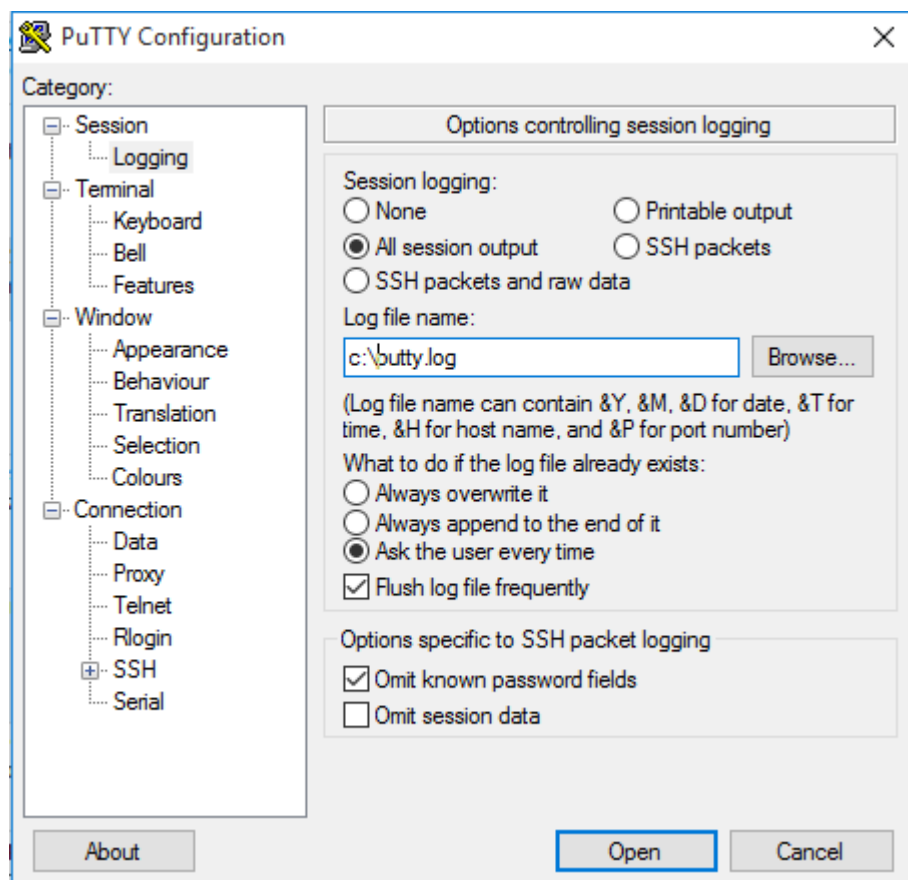 PuTTY Configuration
Category:
Session
Logging
Terminal
Keyboard
Bell
Features
Window
Appearance
Behaviour
Translation
Selection
Colours
Connection
Data
Proxy
Telnet
Rlogin
SSH
Serial
Options controlling session logging
Session logging:
None
Printable output
All session output
SSH packets
SSH packets and raw data
Log file name:
c:\putty.log
Browse...
(Log file name can contain &Y, &M, &D for date, &T for
time, &H for host name, and &P for port number)
What to do if the log file already exists:
Always overwrite it
Always append to the end of it
Ask the user every time
Flush log file frequently
Options specific to SSH packet logging
Omit known password fields
Omit session data
About
Open
Cancel